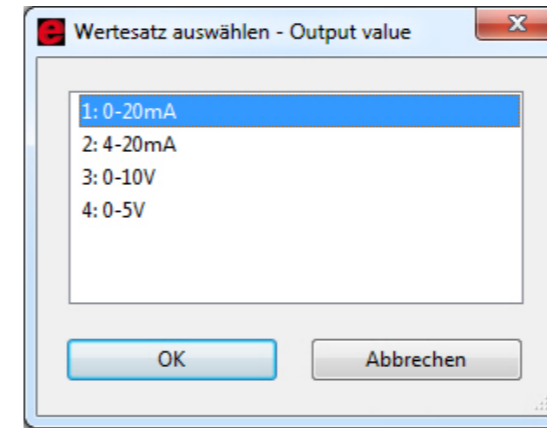 Wertesatz auswählen - Output value
1: 0-20mA
2: 4-20mA
3: 0-10V
4: 0-5V
OK
Abbrechen